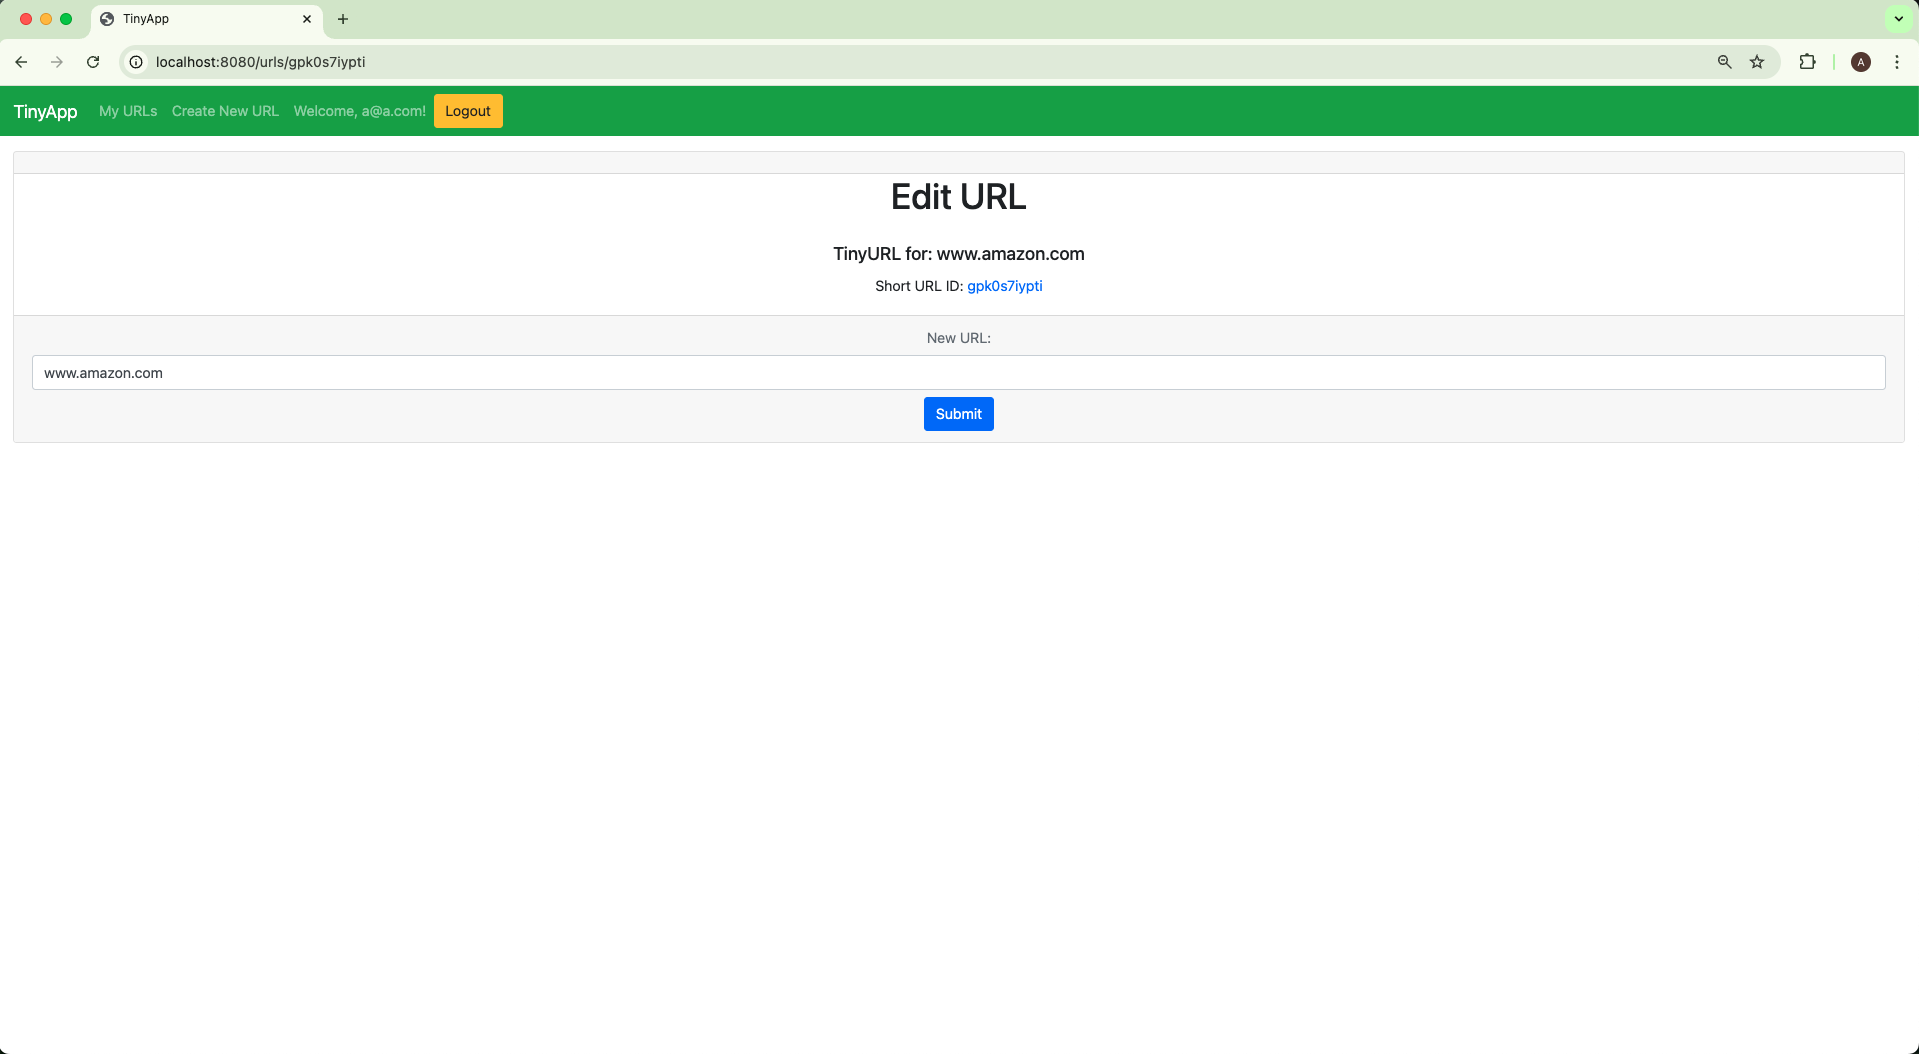 TinyApp
localhost:8080/urls/gpk0s7iypti
A
TinyApp My URLs Create New URL Welcome, a@a.com! Logout
Edit URL
TinyURL for: www.amazon.com
Short URL ID: gpk0s7iypti
New URL:
www.amazon.com
Submit